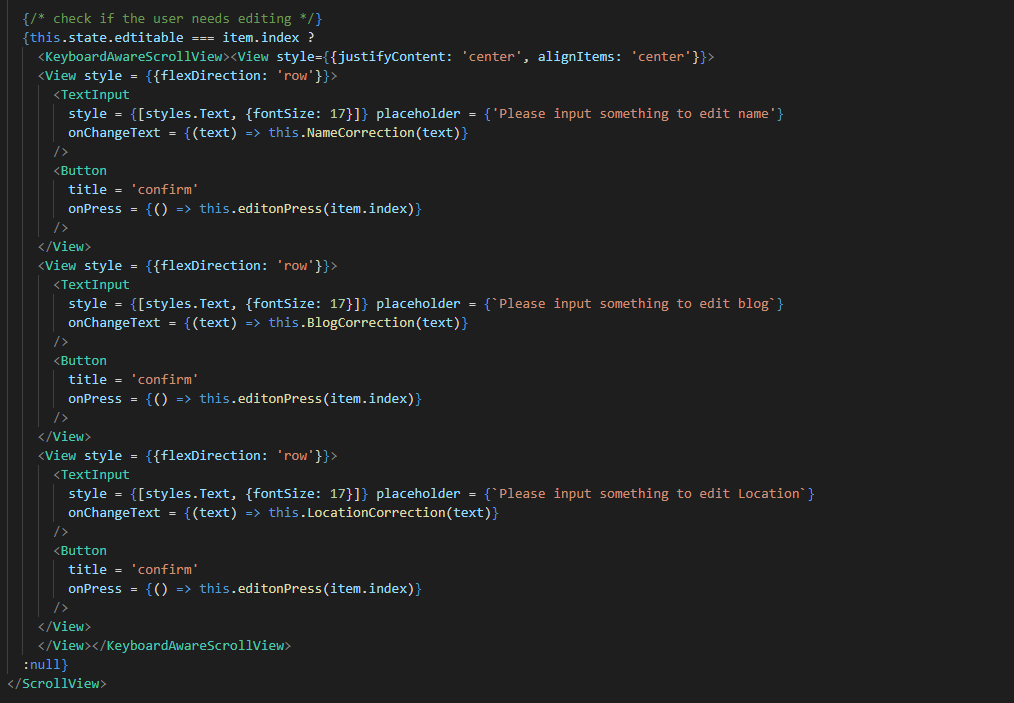 {/* check if the user needs editing */}
{this.state.edtitable === item.index ?
<KeyboardAwareScrollView><View style={{justifyContent: 'center', alignItems: 'center'}}>
<View style = {{flexDirection: 'row'}}>
<TextInput
style = {[styles.Text, {fontSize: 17}]} placeholder = {'Please input something to edit name'}
onChangeText = {(text) => this.NameCorrection(text)}
/>
<Button
title = 'confirm'
onPress = {() => this.editonPress(item.index)}
/>
</View>
<View style = {{flexDirection: 'row'}}>
<TextInput
style = {[styles.Text, {fontSize: 17}]} placeholder = {`Please input something to edit blog`}
onChangeText = {(text) => this.BlogCorrection(text)}
/>
<Button
title = 'confirm'
onPress = {() => this.editonPress(item.index)}
/>
</View>
<View style = {{flexDirection: 'row'}}>
<TextInput
style = {[styles.Text, {fontSize: 17}]} placeholder = {`Please input something to edit Location`}
onChangeText = {(text) => this.LocationCorrection(text)}
/>
<Button
title = 'confirm'
onPress = {() => this.editonPress(item.index)}
/>
</View>
</View></KeyboardAwareScrollView>
:null}
</ScrollView>